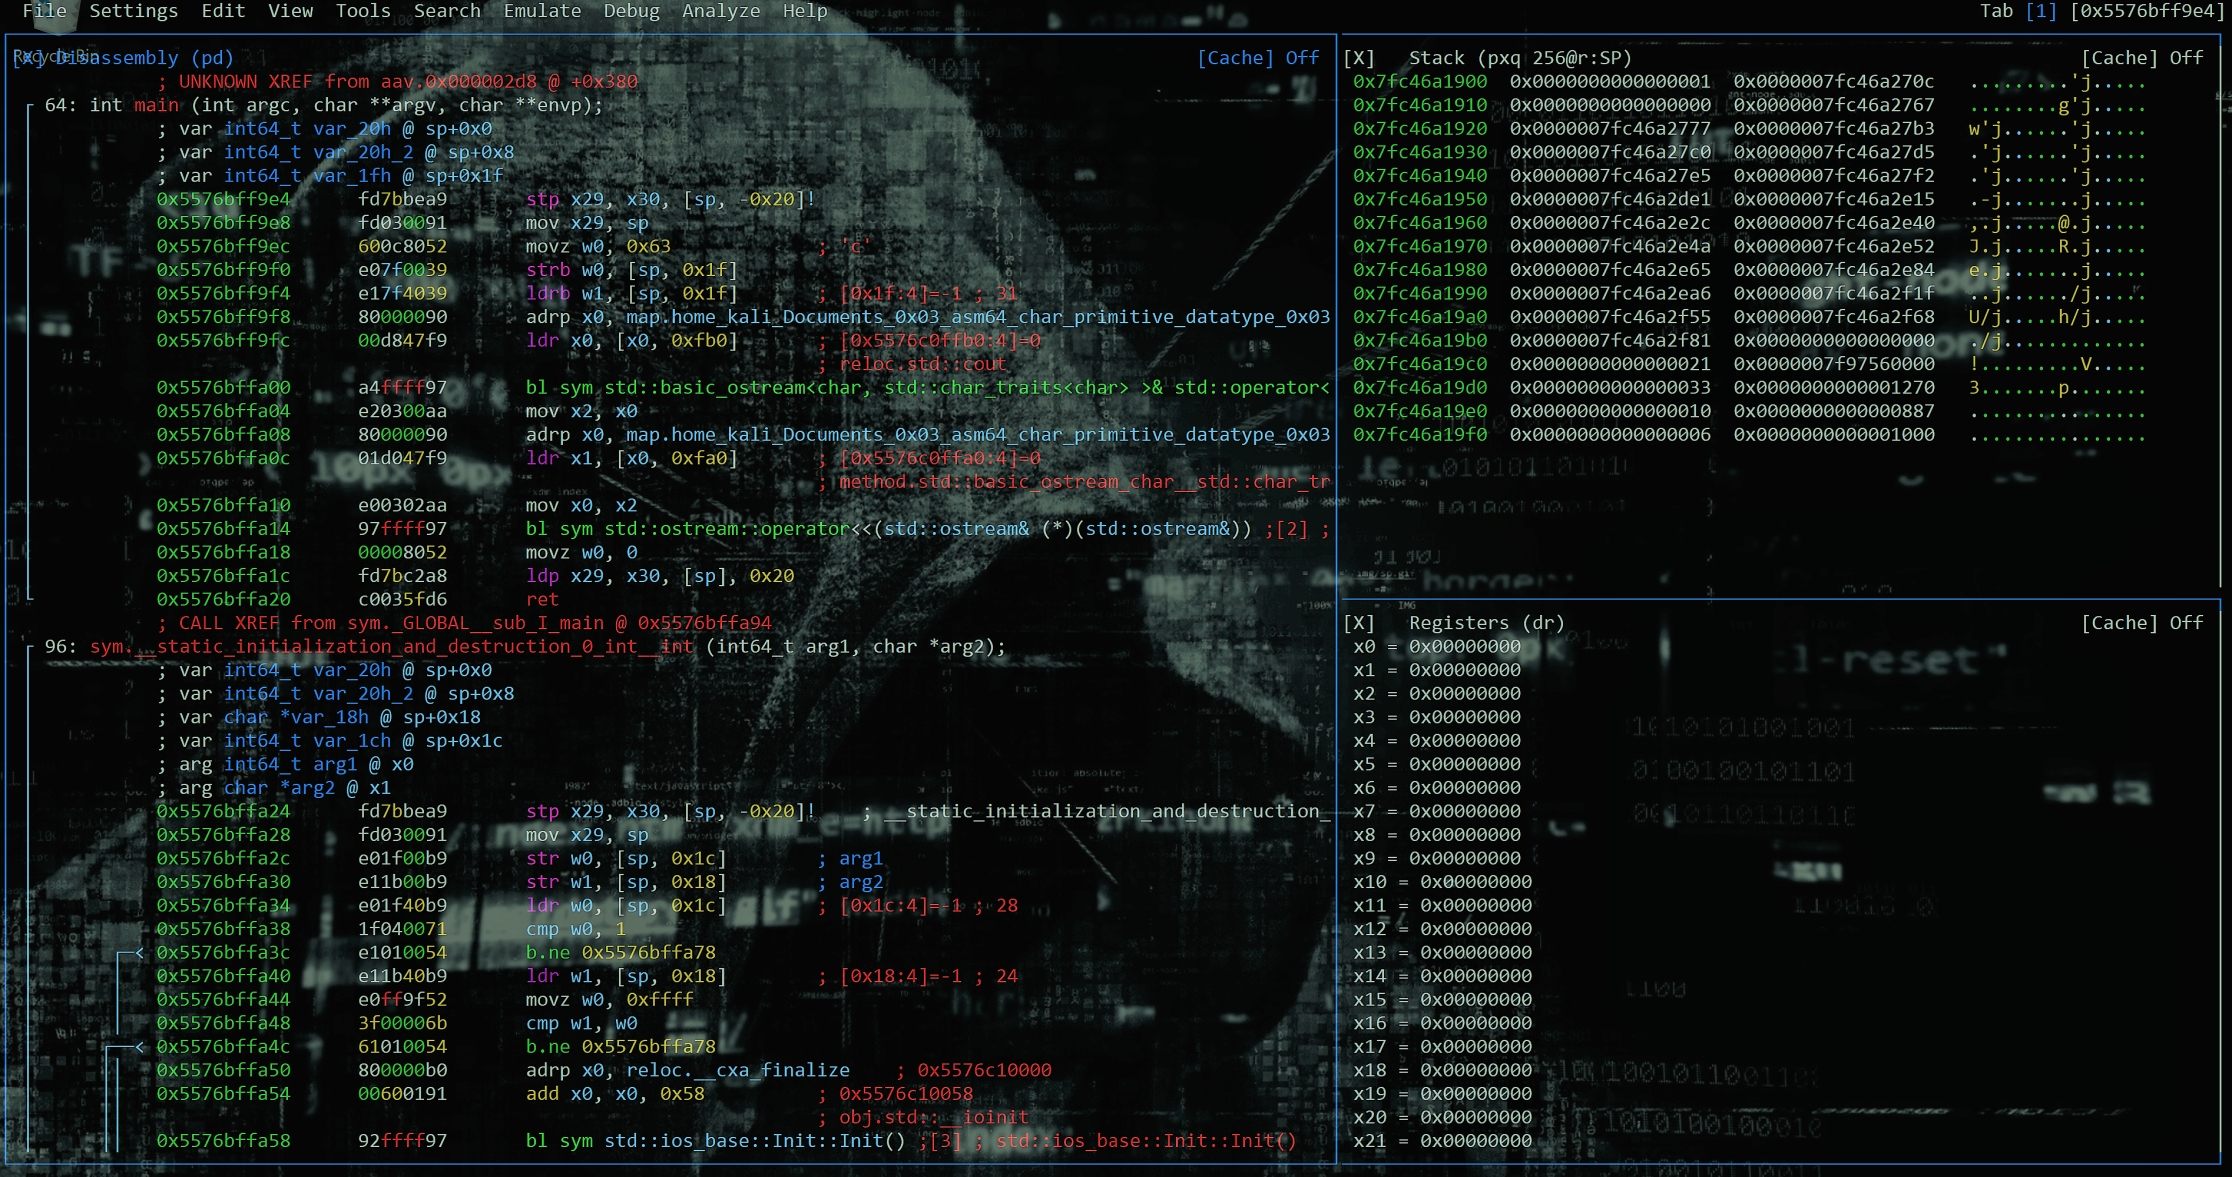 File Settings Edit View Tools Search Emulate Debug Analyze Help Tab [1] [0x5576bff9e4]
Recycle Bin
[X] Disassembly (pd) [Cache] Off
; UNKNOWN XREF from aav.0x000002d8 @ +0x380
64: int main (int argc, char **argv, char **envp);
; var int64_t var_20h @ sp+0x0
; var int64_t var_20h_2 @ sp+0x8
; var int64_t var_1fh @ sp+0x1f
0x5576bff9e4 fd7bbea9 stp x29, x30, [sp, -0x20]!
0x5576bff9e8 fd030091 mov x29, sp
0x5576bff9ec 600c8052 movz w0, 0x63 ; 'c'
0x5576bff9f0 e07f0039 strb w0, [sp, 0x1f]
0x5576bff9f4 e17f4039 ldrb w1, [sp, 0x1f] ; [0x1f:4]=-1 ; 31
0x5576bff9f8 80000090 adrp x0, map.home_kali_Documents_0x03_asm64_char_primitive_datatype_0x03
0x5576bff9fc 00d847f9 ldr x0, [x0, 0xfb0] ; [0x5576c0ffb0:4]=0
; reloc.std::cout
0x5576bffa00 a4ffff97 bl sym std::basic_ostream<char, std::char_traits<char> >& std::operator<
0x5576bffa04 e20300aa mov x2, x0
0x5576bffa08 80000090 adrp x0, map.home_kali_Documents_0x03_asm64_char_primitive_datatype_0x03
0x5576bffa0c 01d047f9 ldr x1, [x0, 0xfa0] ; [0x5576c0ffa0:4]=0
; method.std::basic_ostream_char__std::char_tr
0x5576bffa10 e00302aa mov x0, x2
0x5576bffa14 97ffff97 bl sym std::ostream::operator<<(std::ostream& (*)(std::ostream&)) ;[2] ;
0x5576bffa18 00008052 movz w0, 0
0x5576bffa1c fd7bc2a8 ldp x29, x30, [sp], 0x20
0x5576bffa20 c0035fd6 ret
; CALL XREF from sym._GLOBAL__sub_I_main @ 0x5576bffa94
96: sym.__static_initialization_and_destruction_0_int__int (int64_t arg1, char *arg2);
; var int64_t var_20h @ sp+0x0
; var int64_t var_20h_2 @ sp+0x8
; var char *var_18h @ sp+0x18
; var int64_t var_1ch @ sp+0x1c
; arg int64_t arg1 @ x0
; arg char *arg2 @ x1
0x5576bffa24 fd7bbea9 stp x29, x30, [sp, -0x20]! ; __static_initialization_and_destruction_
0x5576bffa28 fd030091 mov x29, sp
0x5576bffa2c e01f00b9 str w0, [sp, 0x1c] ; arg1
0x5576bffa30 e11b00b9 str w1, [sp, 0x18] ; arg2
0x5576bffa34 e01f40b9 ldr w0, [sp, 0x1c] ; [0x1c:4]=-1 ; 28
0x5576bffa38 1f040071 cmp w0, 1
0x5576bffa3c e1010054 b.ne 0x5576bffa78
0x5576bffa40 e11b40b9 ldr w1, [sp, 0x18] ; [0x18:4]=-1 ; 24
0x5576bffa44 e0ff9f52 movz w0, 0xffff
0x5576bffa48 3f00006b cmp w1, w0
0x5576bffa4c 61010054 b.ne 0x5576bffa78
0x5576bffa50 800000b0 adrp x0, reloc.__cxa_finalize ; 0x5576c10000
0x5576bffa54 00600191 add x0, x0, 0x58 ; 0x5576c10058
; obj.std::__ioinit
0x5576bffa58 92ffff97 bl sym std::ios_base::Init::Init() ;[3] ; std::ios_base::Init::Init()
[X] Stack (pxq 256@r:SP) [Cache] Off
0x7fc46a1900 0x0000000000000001 0x0000007fc46a270c .........'j.....
0x7fc46a1910 0x0000000000000000 0x0000007fc46a2767 ........g'j.....
0x7fc46a1920 0x0000007fc46a2777 0x0000007fc46a27b3 w'j......'j.....
0x7fc46a1930 0x0000007fc46a27c0 0x0000007fc46a27d5 .'j......'j.....
0x7fc46a1940 0x0000007fc46a27e5 0x0000007fc46a27f2 .'j......'j.....
0x7fc46a1950 0x0000007fc46a2de1 0x0000007fc46a2e15 .-j.......j.....
0x7fc46a1960 0x0000007fc46a2e2c 0x0000007fc46a2e40 ,.j.....@.j.....
0x7fc46a1970 0x0000007fc46a2e4a 0x0000007fc46a2e52 J.j.....R.j.....
0x7fc46a1980 0x0000007fc46a2e65 0x0000007fc46a2e84 e.j.......j.....
0x7fc46a1990 0x0000007fc46a2ea6 0x0000007fc46a2f1f ..j....../j.....
0x7fc46a19a0 0x0000007fc46a2f55 0x0000007fc46a2f68 U/j.....h/j.....
0x7fc46a19b0 0x0000007fc46a2f81 0x0000000000000000 ./j.............
0x7fc46a19c0 0x0000000000000021 0x0000007f97560000 !.........V.....
0x7fc46a19d0 0x0000000000000033 0x0000000000001270 3.......p.......
0x7fc46a19e0 0x0000000000000010 0x0000000000000887 ................
0x7fc46a19f0 0x0000000000000006 0x0000000000001000 ................
[X] Registers (dr) [Cache] Off
x0 = 0x00000000
x1 = 0x00000000
x2 = 0x00000000
x3 = 0x00000000
x4 = 0x00000000
x5 = 0x00000000
x6 = 0x00000000
x7 = 0x00000000
x8 = 0x00000000
x9 = 0x00000000
x10 = 0x00000000
x11 = 0x00000000
x12 = 0x00000000
x13 = 0x00000000
x14 = 0x00000000
x15 = 0x00000000
x16 = 0x00000000
x17 = 0x00000000
x18 = 0x00000000
x19 = 0x00000000
x20 = 0x00000000
x21 = 0x00000000